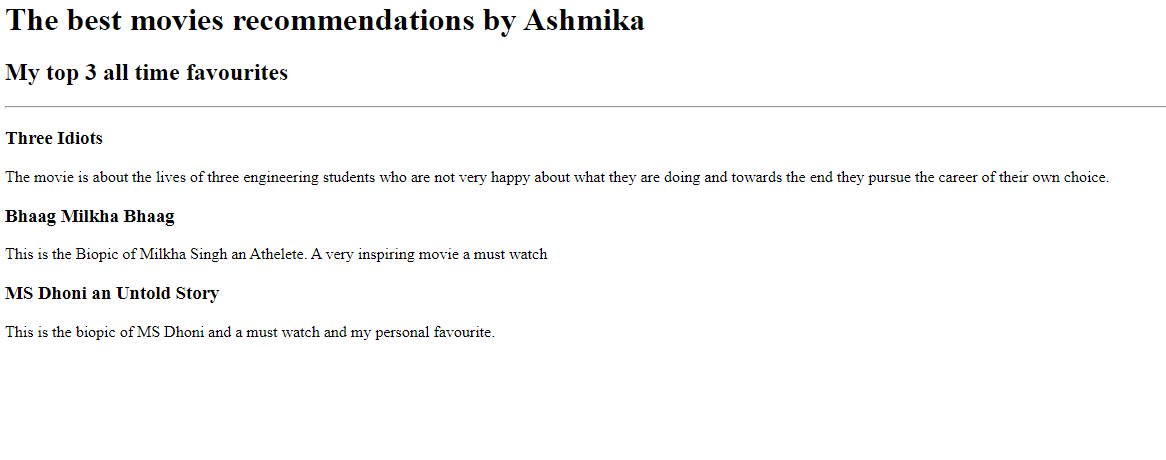 The best movies recommendations by Ashmika
My top 3 all time favourites
Three Idiots
The movie is about the lives of three engineering students who are not very happy about what they are doing and towards the end they pursue the career of their own choice.
Bhaag Milkha Bhaag
This is the Biopic of Milkha Singh an Athelete. A very inspiring movie a must watch
MS Dhoni an Untold Story
This is the biopic of MS Dhoni and a must watch and my personal favourite.